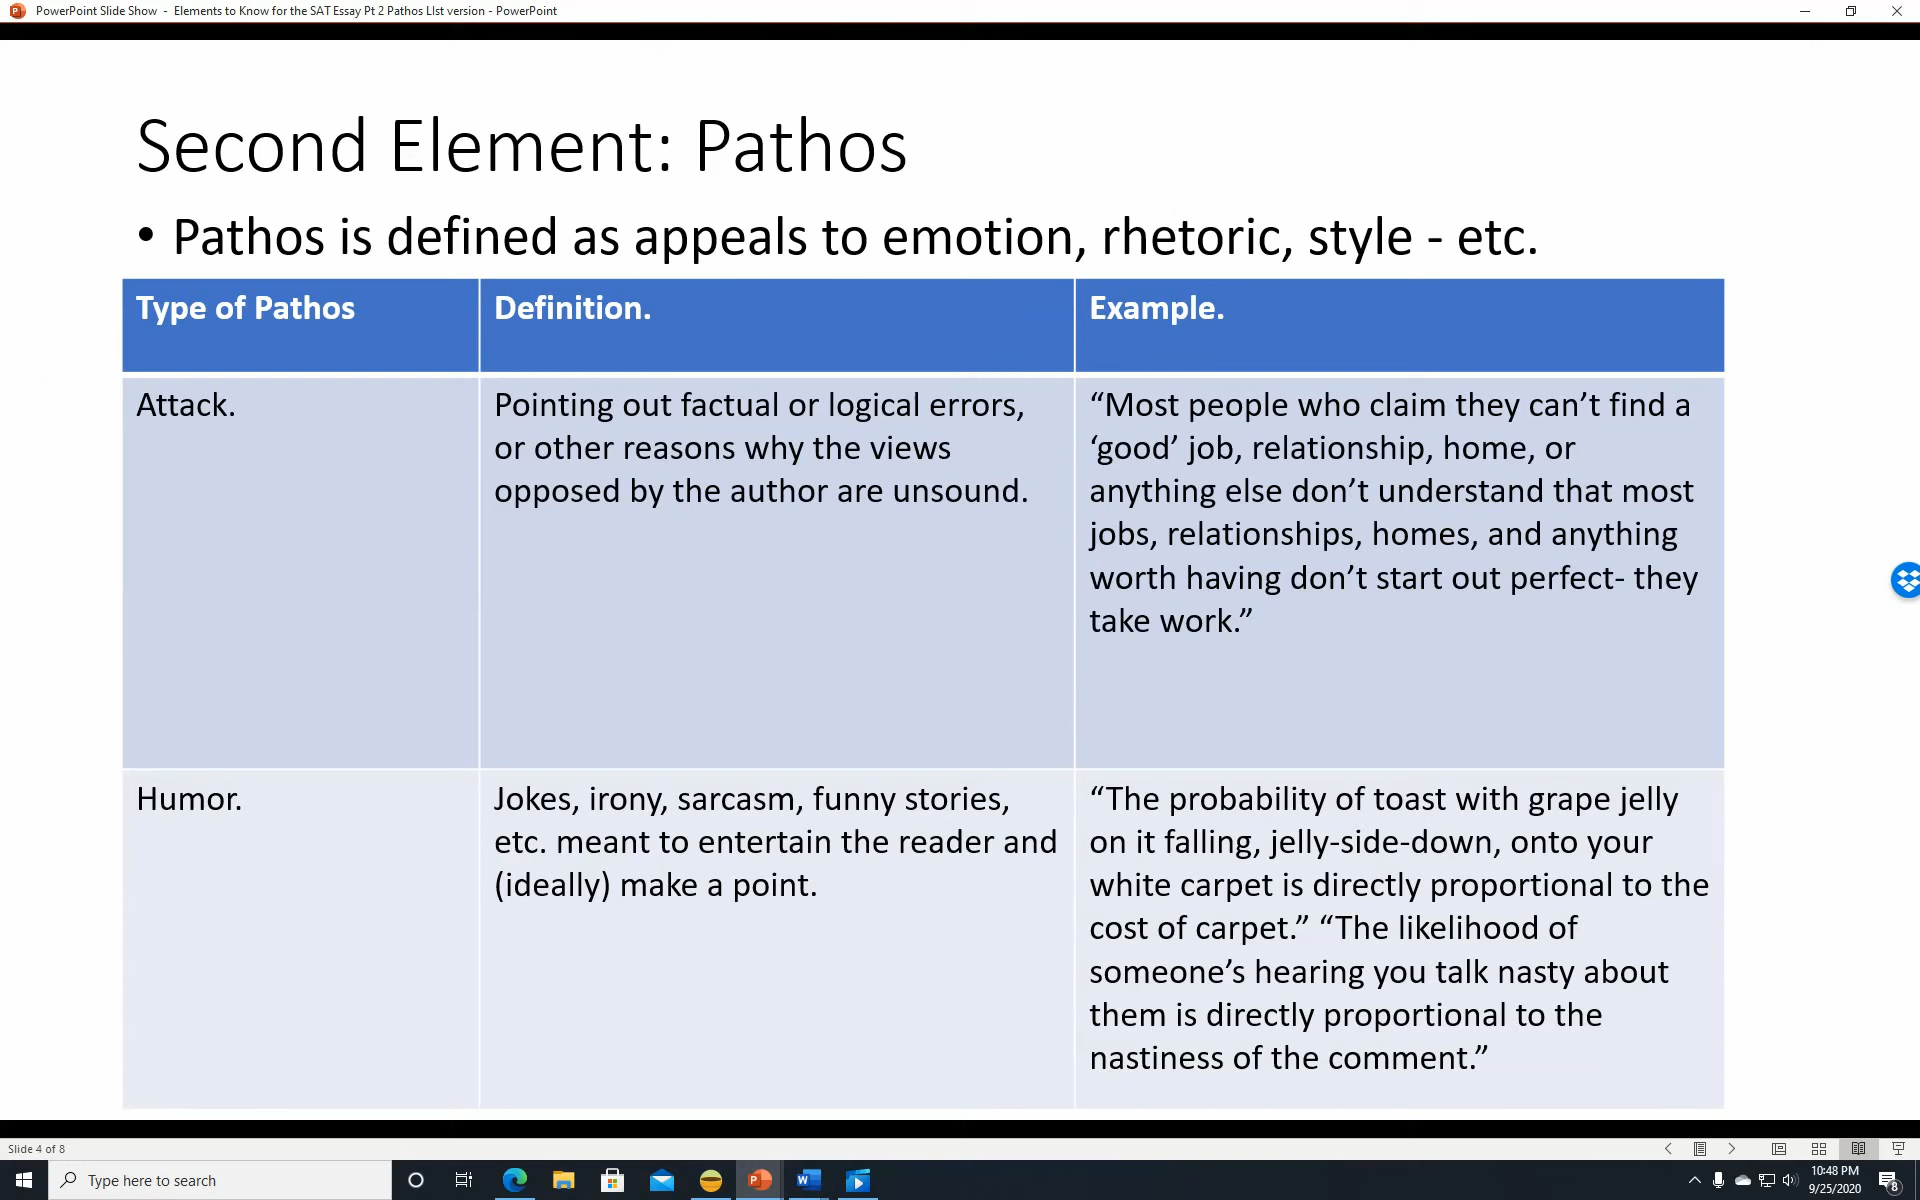 PowerPoint Slide Show - Elements to Know for the SAT Essay Pt 2 Pathos LIst version - PowerPoint
Second Element: Pathos
• Pathos is defined as appeals to emotion, rhetoric, style - etc.
Type of Pathos
Definition.
Example.
Attack.
Pointing out factual or logical errors,
or other reasons why the views
opposed by the author are unsound.
“Most people who claim they can’t find a
‘good’ job, relationship, home, or
anything else don’t understand that most
jobs, relationships, homes, and anything
worth having don’t start out perfect- they
take work.”
Humor.
Jokes, irony, sarcasm, funny stories,
etc. meant to entertain the reader and
(ideally) make a point.
“The probability of toast with grape jelly
on it falling, jelly-side-down, onto your
white carpet is directly proportional to the
cost of carpet.” “The likelihood of
someone’s hearing you talk nasty about
them is directly proportional to the
nastiness of the comment.”
Slide 4 of 8
Type here to search
10:48 PM
9/25/2020
8